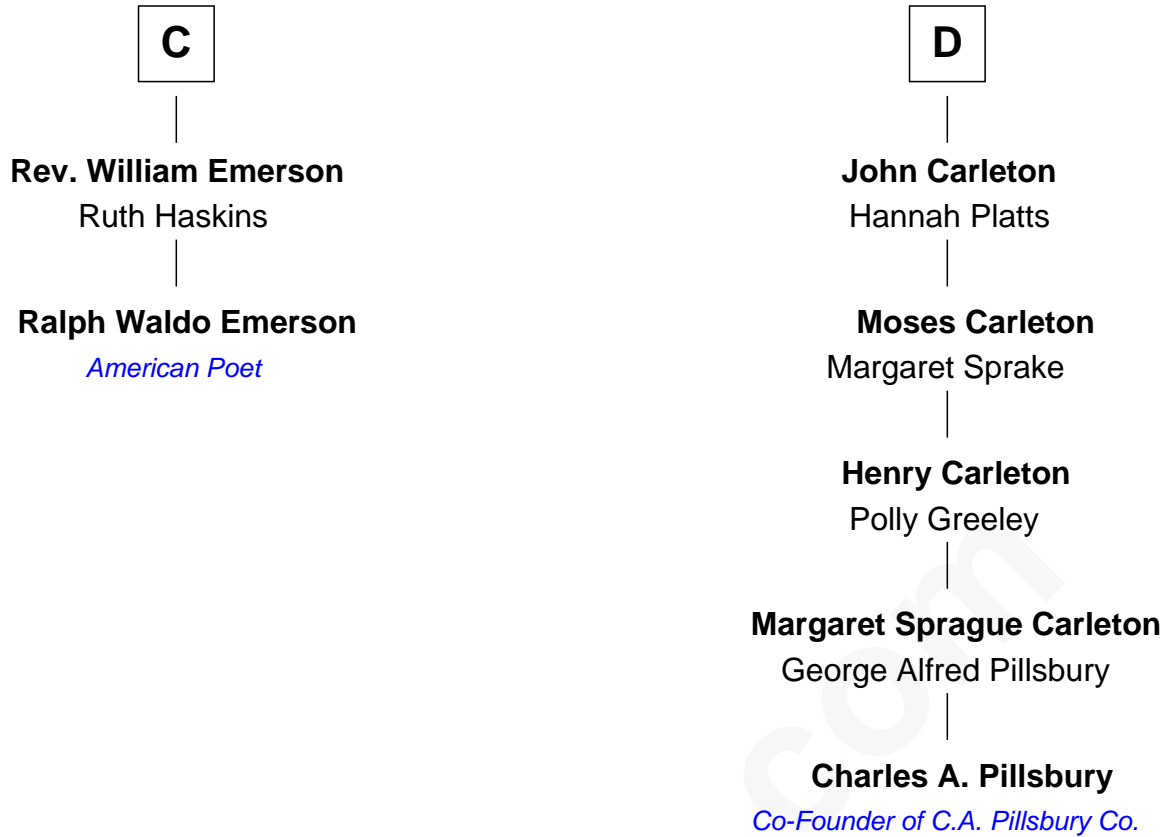 C
Rev. William Emerson
Ruth Haskins
Ralph Waldo Emerson
American Poet
D
John Carleton
Hannah Platts
Moses Carleton
Margaret Sprake
Henry Carleton
Polly Greeley
Margaret Sprague Carleton
George Alfred Pillsbury
Charles A. Pillsbury
Co-Founder of C.A. Pillsbury Co.
com